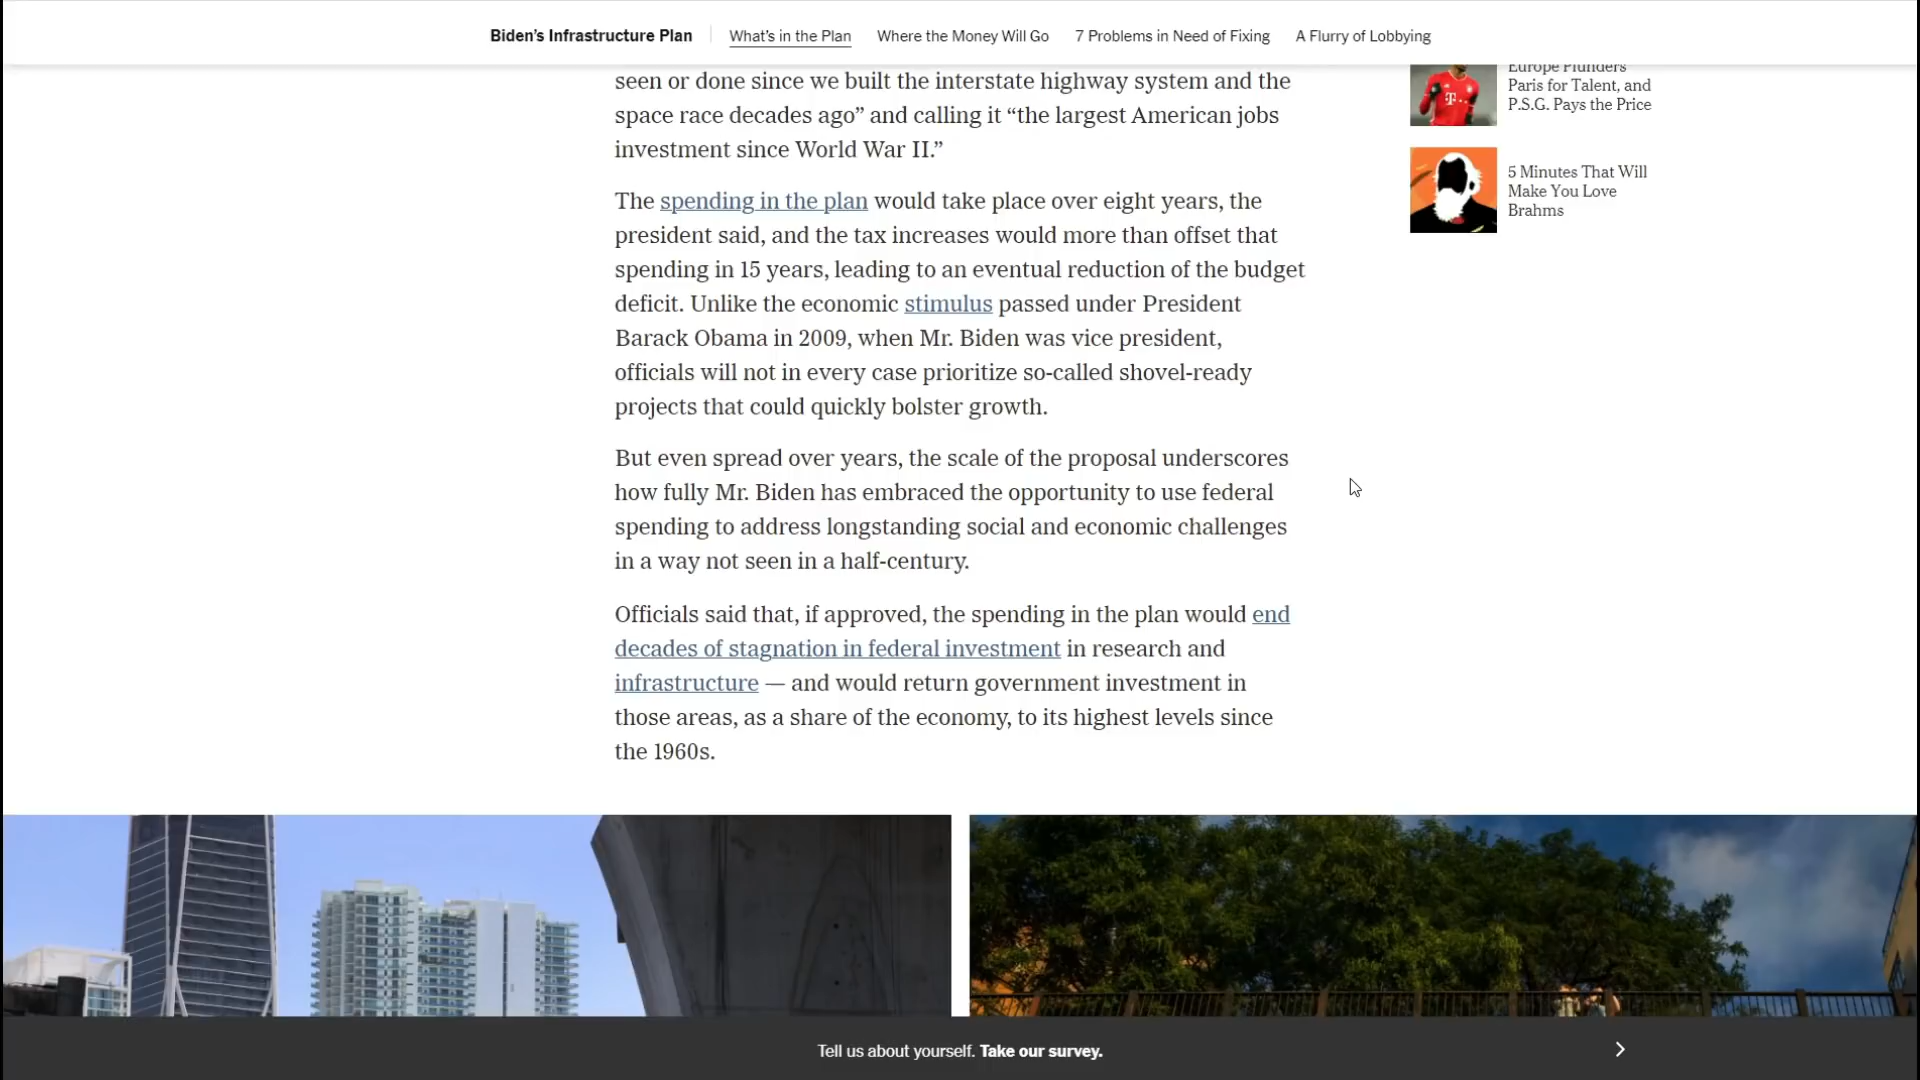 Biden’s Infrastructure Plan
What’s in the Plan
Where the Money Will Go
7 Problems in Need of Fixing
A Flurry of Lobbying
seen or done since we built the interstate highway system and the
space race decades ago” and calling it “the largest American jobs
investment since World War II.”
The spending in the plan would take place over eight years, the
president said, and the tax increases would more than offset that
spending in 15 years, leading to an eventual reduction of the budget
deficit. Unlike the economic stimulus passed under President
Barack Obama in 2009, when Mr. Biden was vice president,
officials will not in every case prioritize so-called shovel-ready
projects that could quickly bolster growth.
But even spread over years, the scale of the proposal underscores
how fully Mr. Biden has embraced the opportunity to use federal
spending to address longstanding social and economic challenges
in a way not seen in a half-century.
Officials said that, if approved, the spending in the plan would end
decades of stagnation in federal investment in research and
infrastructure — and would return government investment in
those areas, as a share of the economy, to its highest levels since
the 1960s.
Europe Plunders
Paris for Talent, and
P.S.G. Pays the Price
5 Minutes That Will
Make You Love
Brahms
Tell us about yourself. Take our survey.